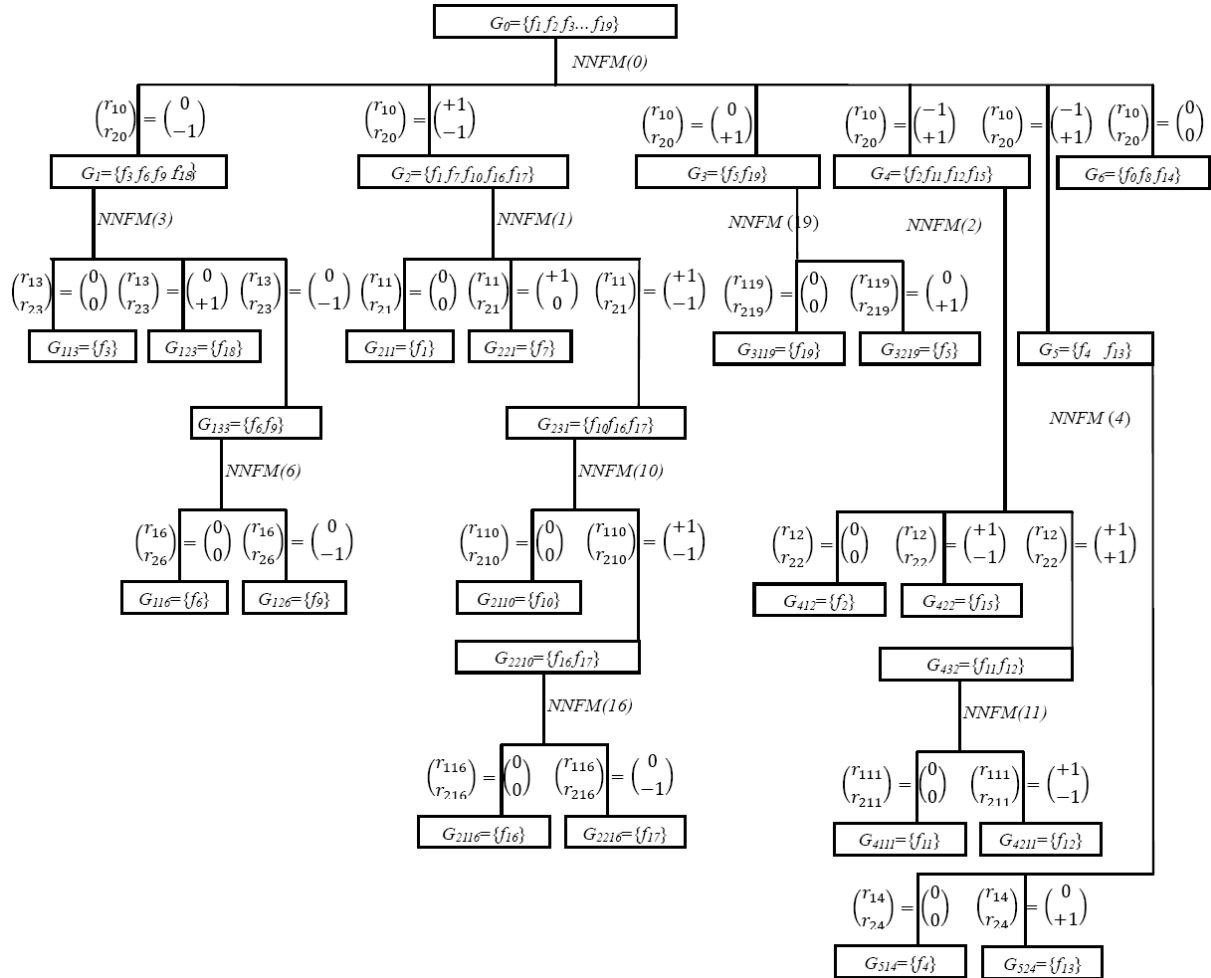 G₀={f₁ f₂ f₃... f₁₉}
NNFM(0)
(r₁₀ r₂₀) = (0 −1)
(r₁₀ r₂₀) = (+1 −1)
(r₁₀ r₂₀) = (0 +1)
(r₁₀ r₂₀) = (−1 +1)
(r₁₀ r₂₀) = (−1 +1)
(r₁₀ r₂₀) = (0 0)
G₁={f₃ f₆ f₉ f₁₈}
G₂={f₁ f₇ f₁₀ f₁₆ f₁₇}
G₃={f₅ f₁₉}
G₄={f₂ f₁₁ f₁₂ f₁₅}
G₆={f₀ f₈ f₁₄}
NNFM(3)
NNFM(1)
NNFM (19)
NNFM(2)
(r₁₃ r₂₃) = (0 0)
(r₁₃ r₂₃) = (0 +1)
(r₁₃ r₂₃) = (0 −1)
(r₁₁ r₂₁) = (0 0)
(r₁₁ r₂₁) = (+1 0)
(r₁₁ r₂₁) = (+1 −1)
(r₁₁₉ r₂₁₉) = (0 0)
(r₁₁₉ r₂₁₉) = (0 +1)
G₁₁₃={f₃}
G₁₂₃={f₁₈}
G₂₁₁={f₁}
G₂₂₁={f₇}
G₃₁₁₉={f₁₉}
G₃₂₁₉={f₅}
G₅={f₄ f₁₃}
G₁₃₃={f₆ f₉}
G₂₃₁={f₁₀ f₁₆ f₁₇}
NNFM (4)
NNFM(6)
NNFM(10)
(r₁₆ r₂₆) = (0 0)
(r₁₆ r₂₆) = (0 −1)
(r₁₁₀ r₂₁₀) = (0 0)
(r₁₁₀ r₂₁₀) = (+1 −1)
(r₁₂ r₂₂) = (0 0)
(r₁₂ r₂₂) = (+1 −1)
(r₁₂ r₂₂) = (+1 +1)
G₁₁₆={f₆}
G₁₂₆={f₉}
G₂₁₁₀={f₁₀}
G₄₁₂={f₂}
G₄₂₂={f₁₅}
G₂₂₁₀={f₁₆ f₁₇}
G₄₃₂={f₁₁ f₁₂}
NNFM(16)
NNFM(11)
(r₁₁₆ r₂₁₆) = (0 0)
(r₁₁₆ r₂₁₆) = (0 −1)
(r₁₁₁ r₂₁₁) = (0 0)
(r₁₁₁ r₂₁₁) = (+1 −1)
G₂₁₁₆={f₁₆}
G₂₂₁₆={f₁₇}
G₄₁₁₁={f₁₁}
G₄₂₁₁={f₁₂}
(r₁₄ r₂₄) = (0 0)
(r₁₄ r₂₄) = (0 +1)
G₅₁₄={f₄}
G₅₂₄={f₁₃}